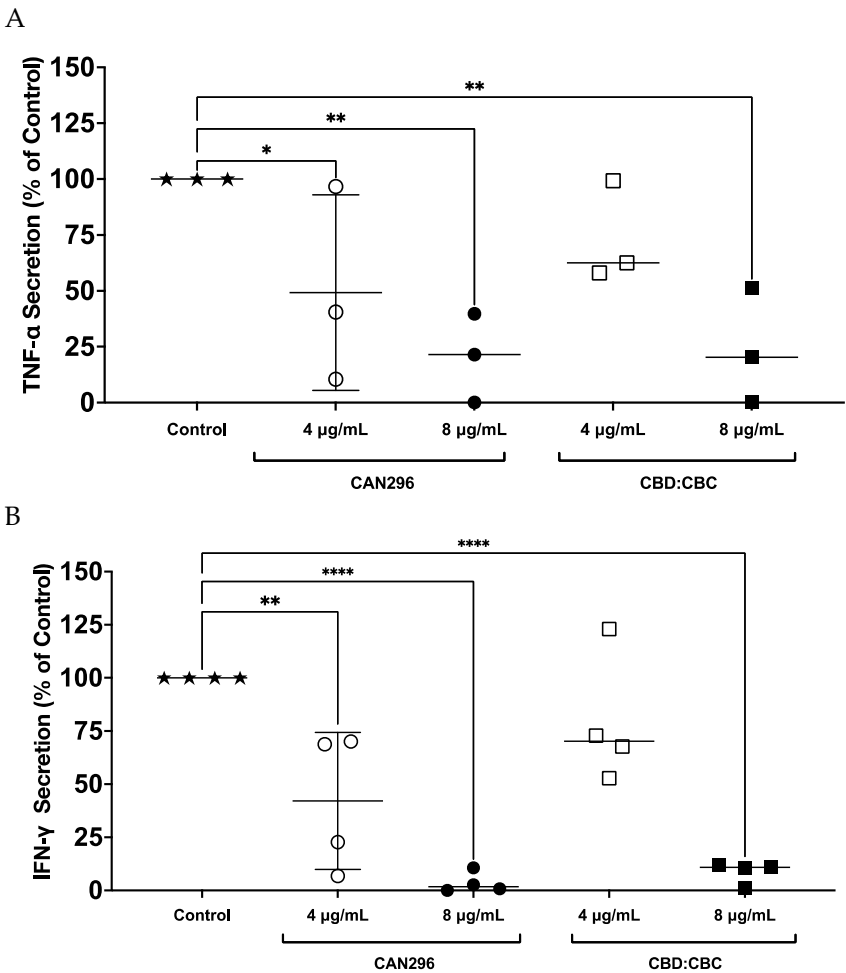 A
TNF-α Secretion (% of Control)
150
125
100
75
50
25
0
**
**
*
Control
4 µg/mL
8 µg/mL
4 µg/mL
8 µg/mL
CAN296
CBD:CBC
B
IFN-γ Secretion (% of Control)
150
125
100
75
50
25
0
****
****
**
Control
4 µg/mL
8 µg/mL
4 µg/mL
8 µg/mL
CAN296
CBD:CBC